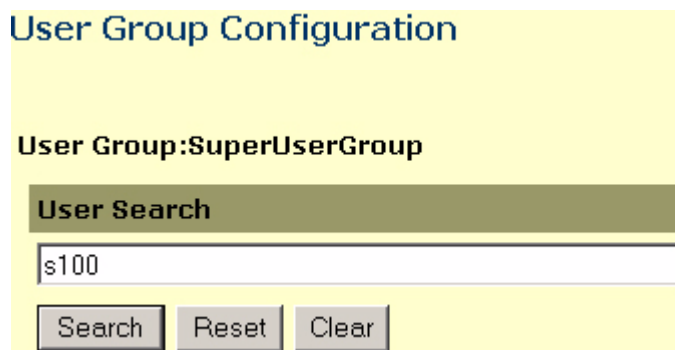 User Group Configuration
User Group:SuperUserGroup
User Search
s100
Search Reset Clear